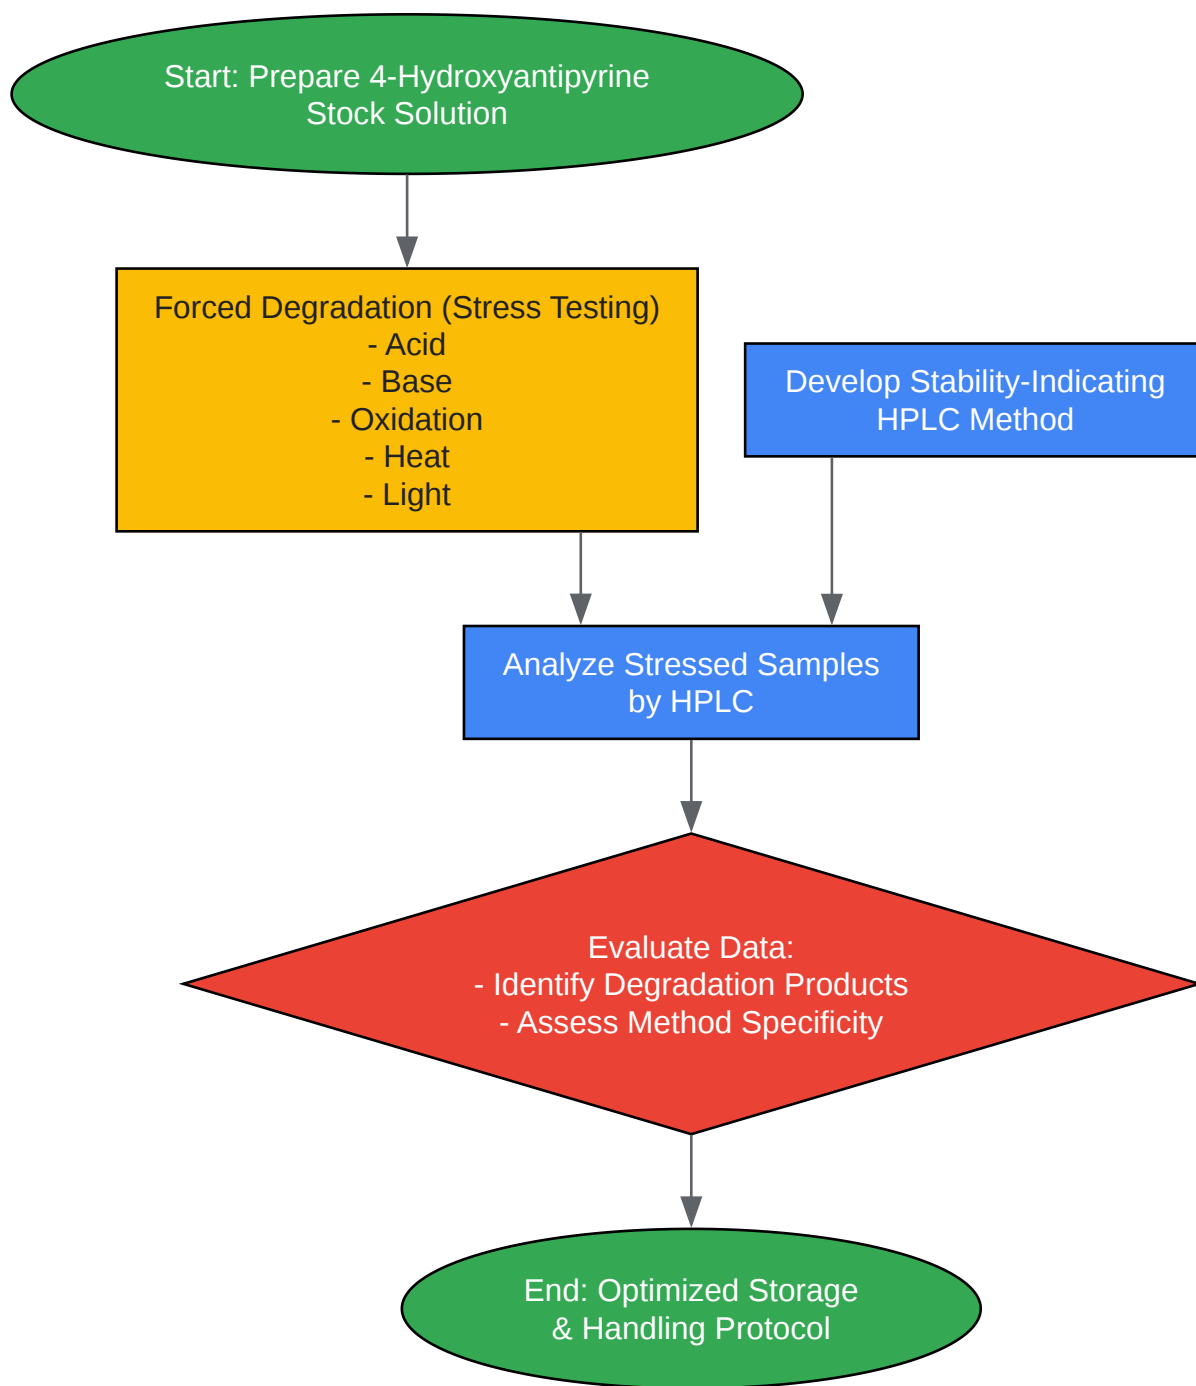 Start: Prepare 4-Hydroxyantipyrine
Stock Solution
Forced Degradation (Stress Testing)
- Acid
- Base
- Oxidation
- Heat
- Light
Develop Stability-Indicating
HPLC Method
Analyze Stressed Samples
by HPLC
Evaluate Data:
- Identify Degradation Products
- Assess Method Specificity
End: Optimized Storage
& Handling Protocol